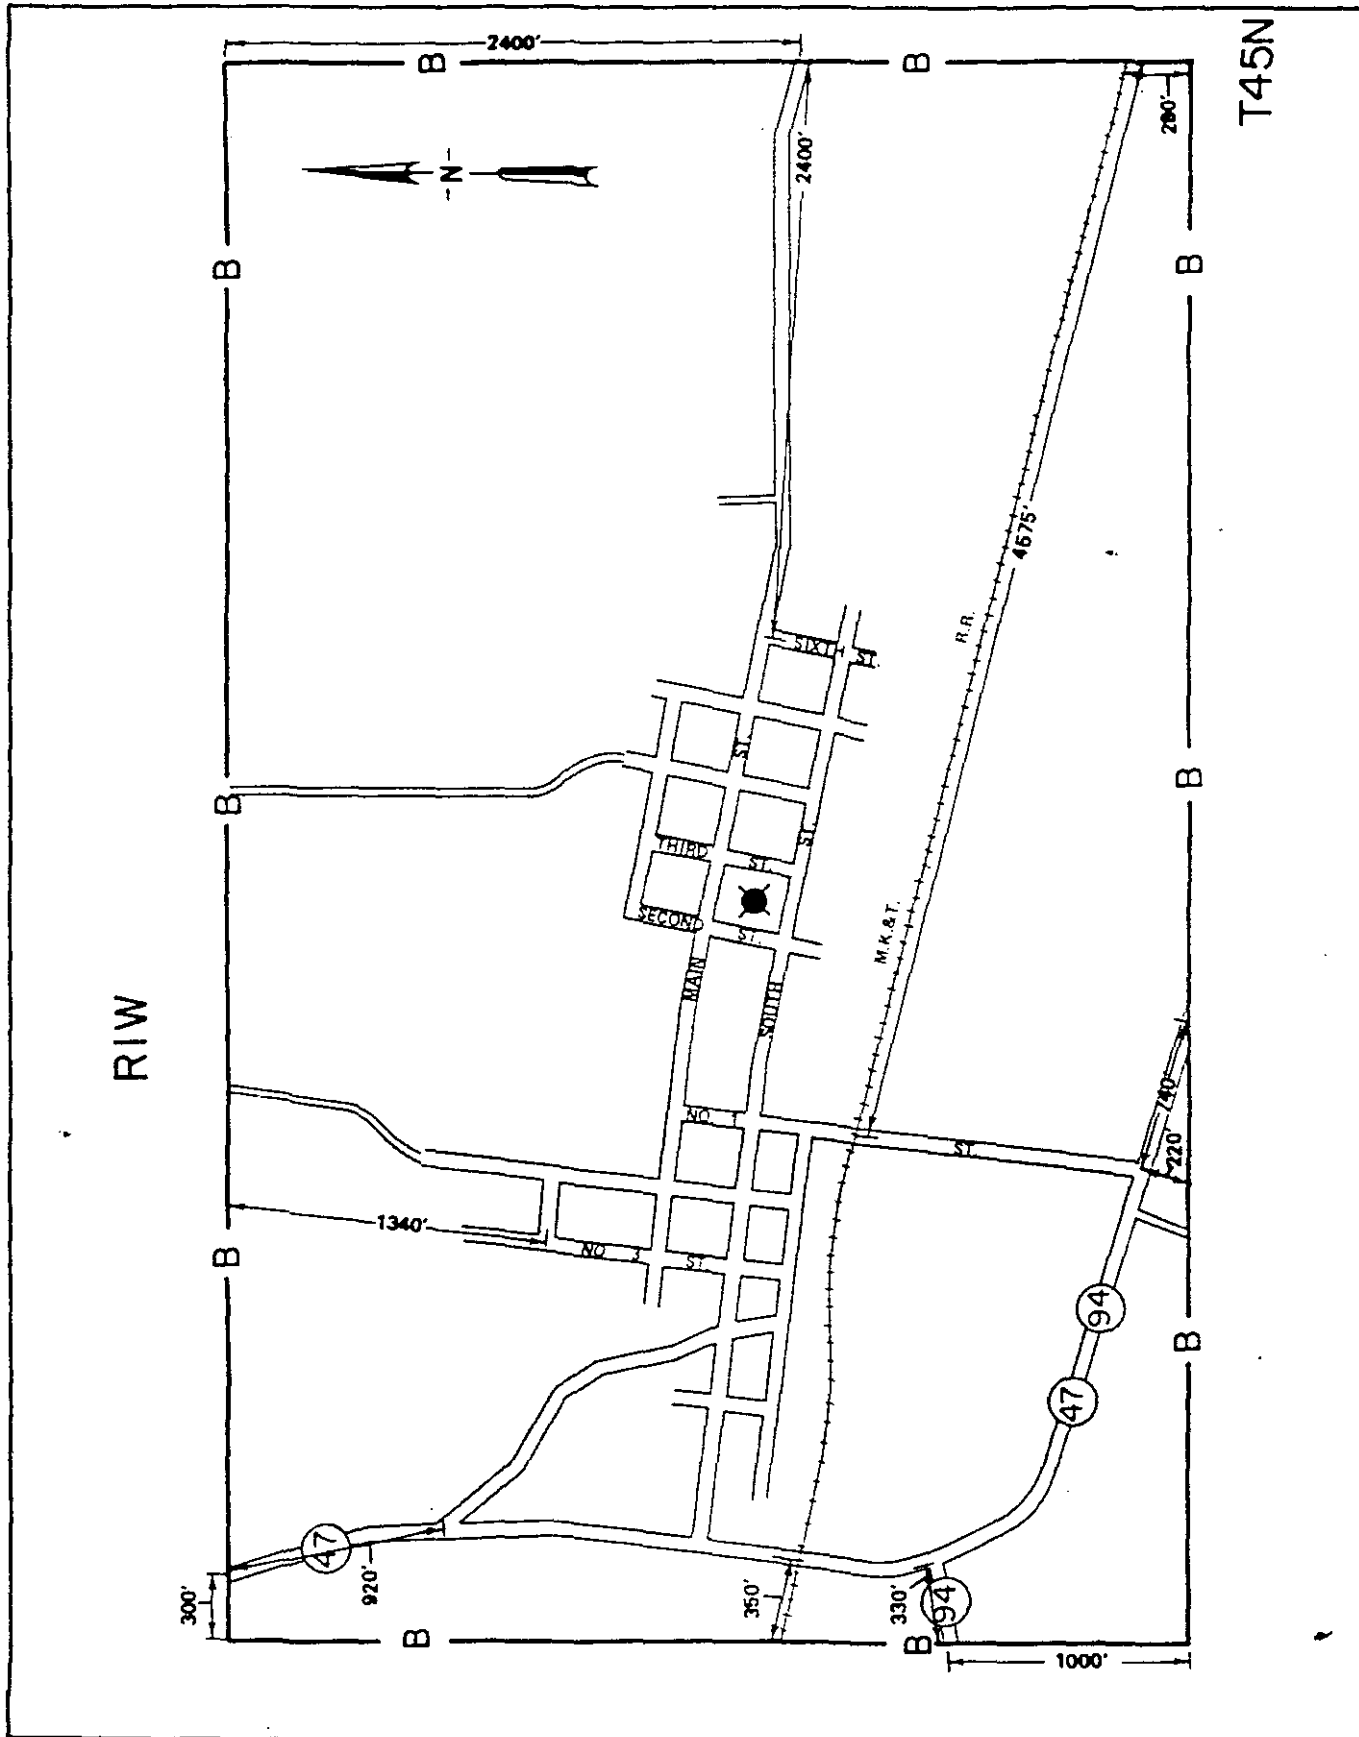 T45N
R1W
2400'
B
B
N
280'
2400'
B
B
4675'
R.R.
SIXTH
ST.
ST.
B
B
ST.
THIRD
ST.
SECOND
ST.
M.K.&T.
MAIN
SOUTH
NO. 1
ST.
740'
220'
1340'
NO. 3
ST.
B
94
B
47
47
920'
300'
350'
330'
94
B
B
1000'